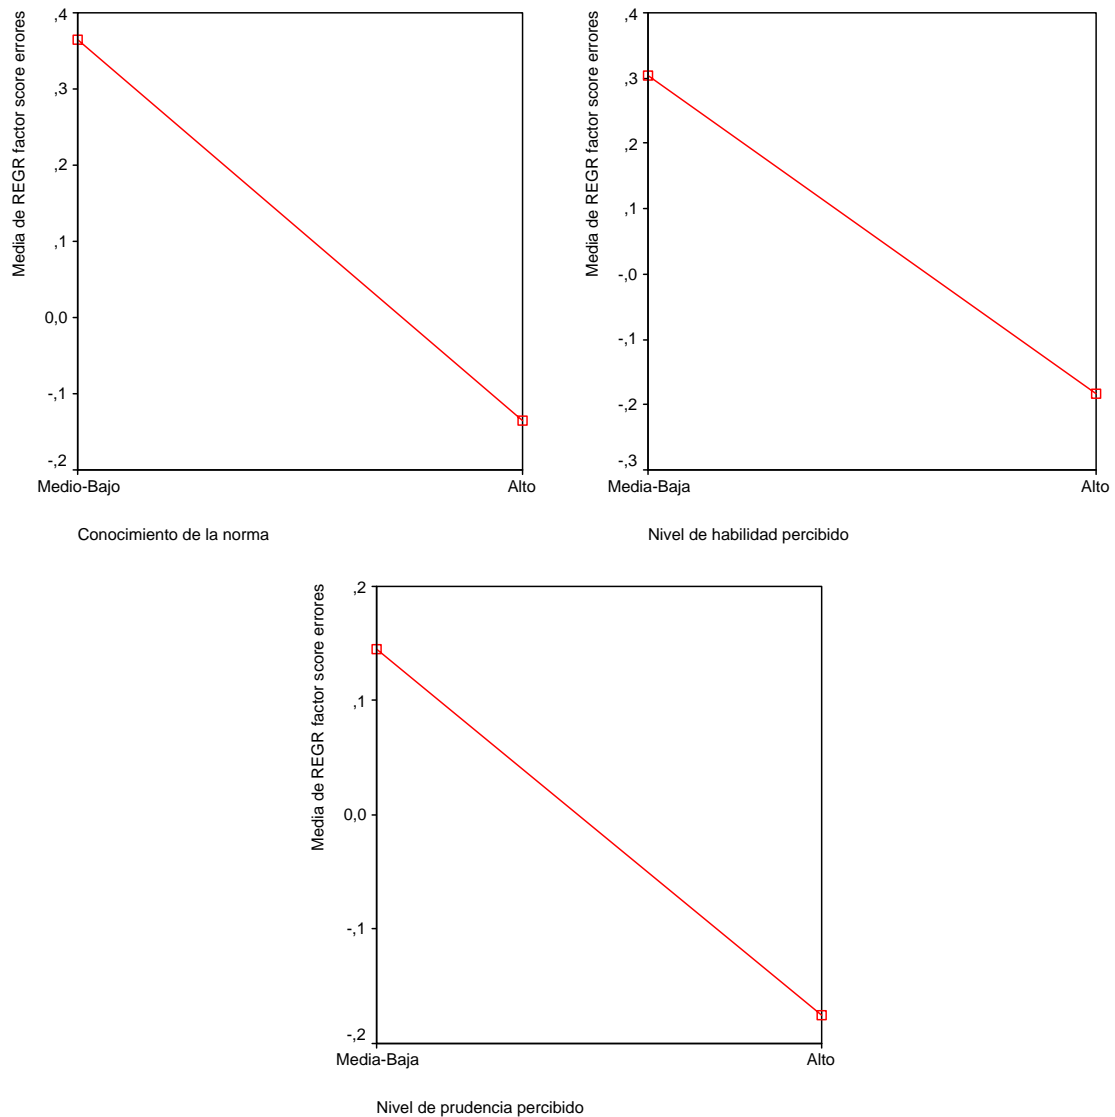 Media de REGR factor score errores
,4
,3
,2
,1
0,0
-,1
-,2
Medio-Bajo
Alto
Conocimiento de la norma
Media de REGR factor score errores
,4
,3
,2
,1
-,0
-,1
-,2
-,3
Media-Baja
Alto
Nivel de habilidad percibido
Media de REGR factor score errores
,2
,1
0,0
-,1
-,2
Media-Baja
Alto
Nivel de prudencia percibido